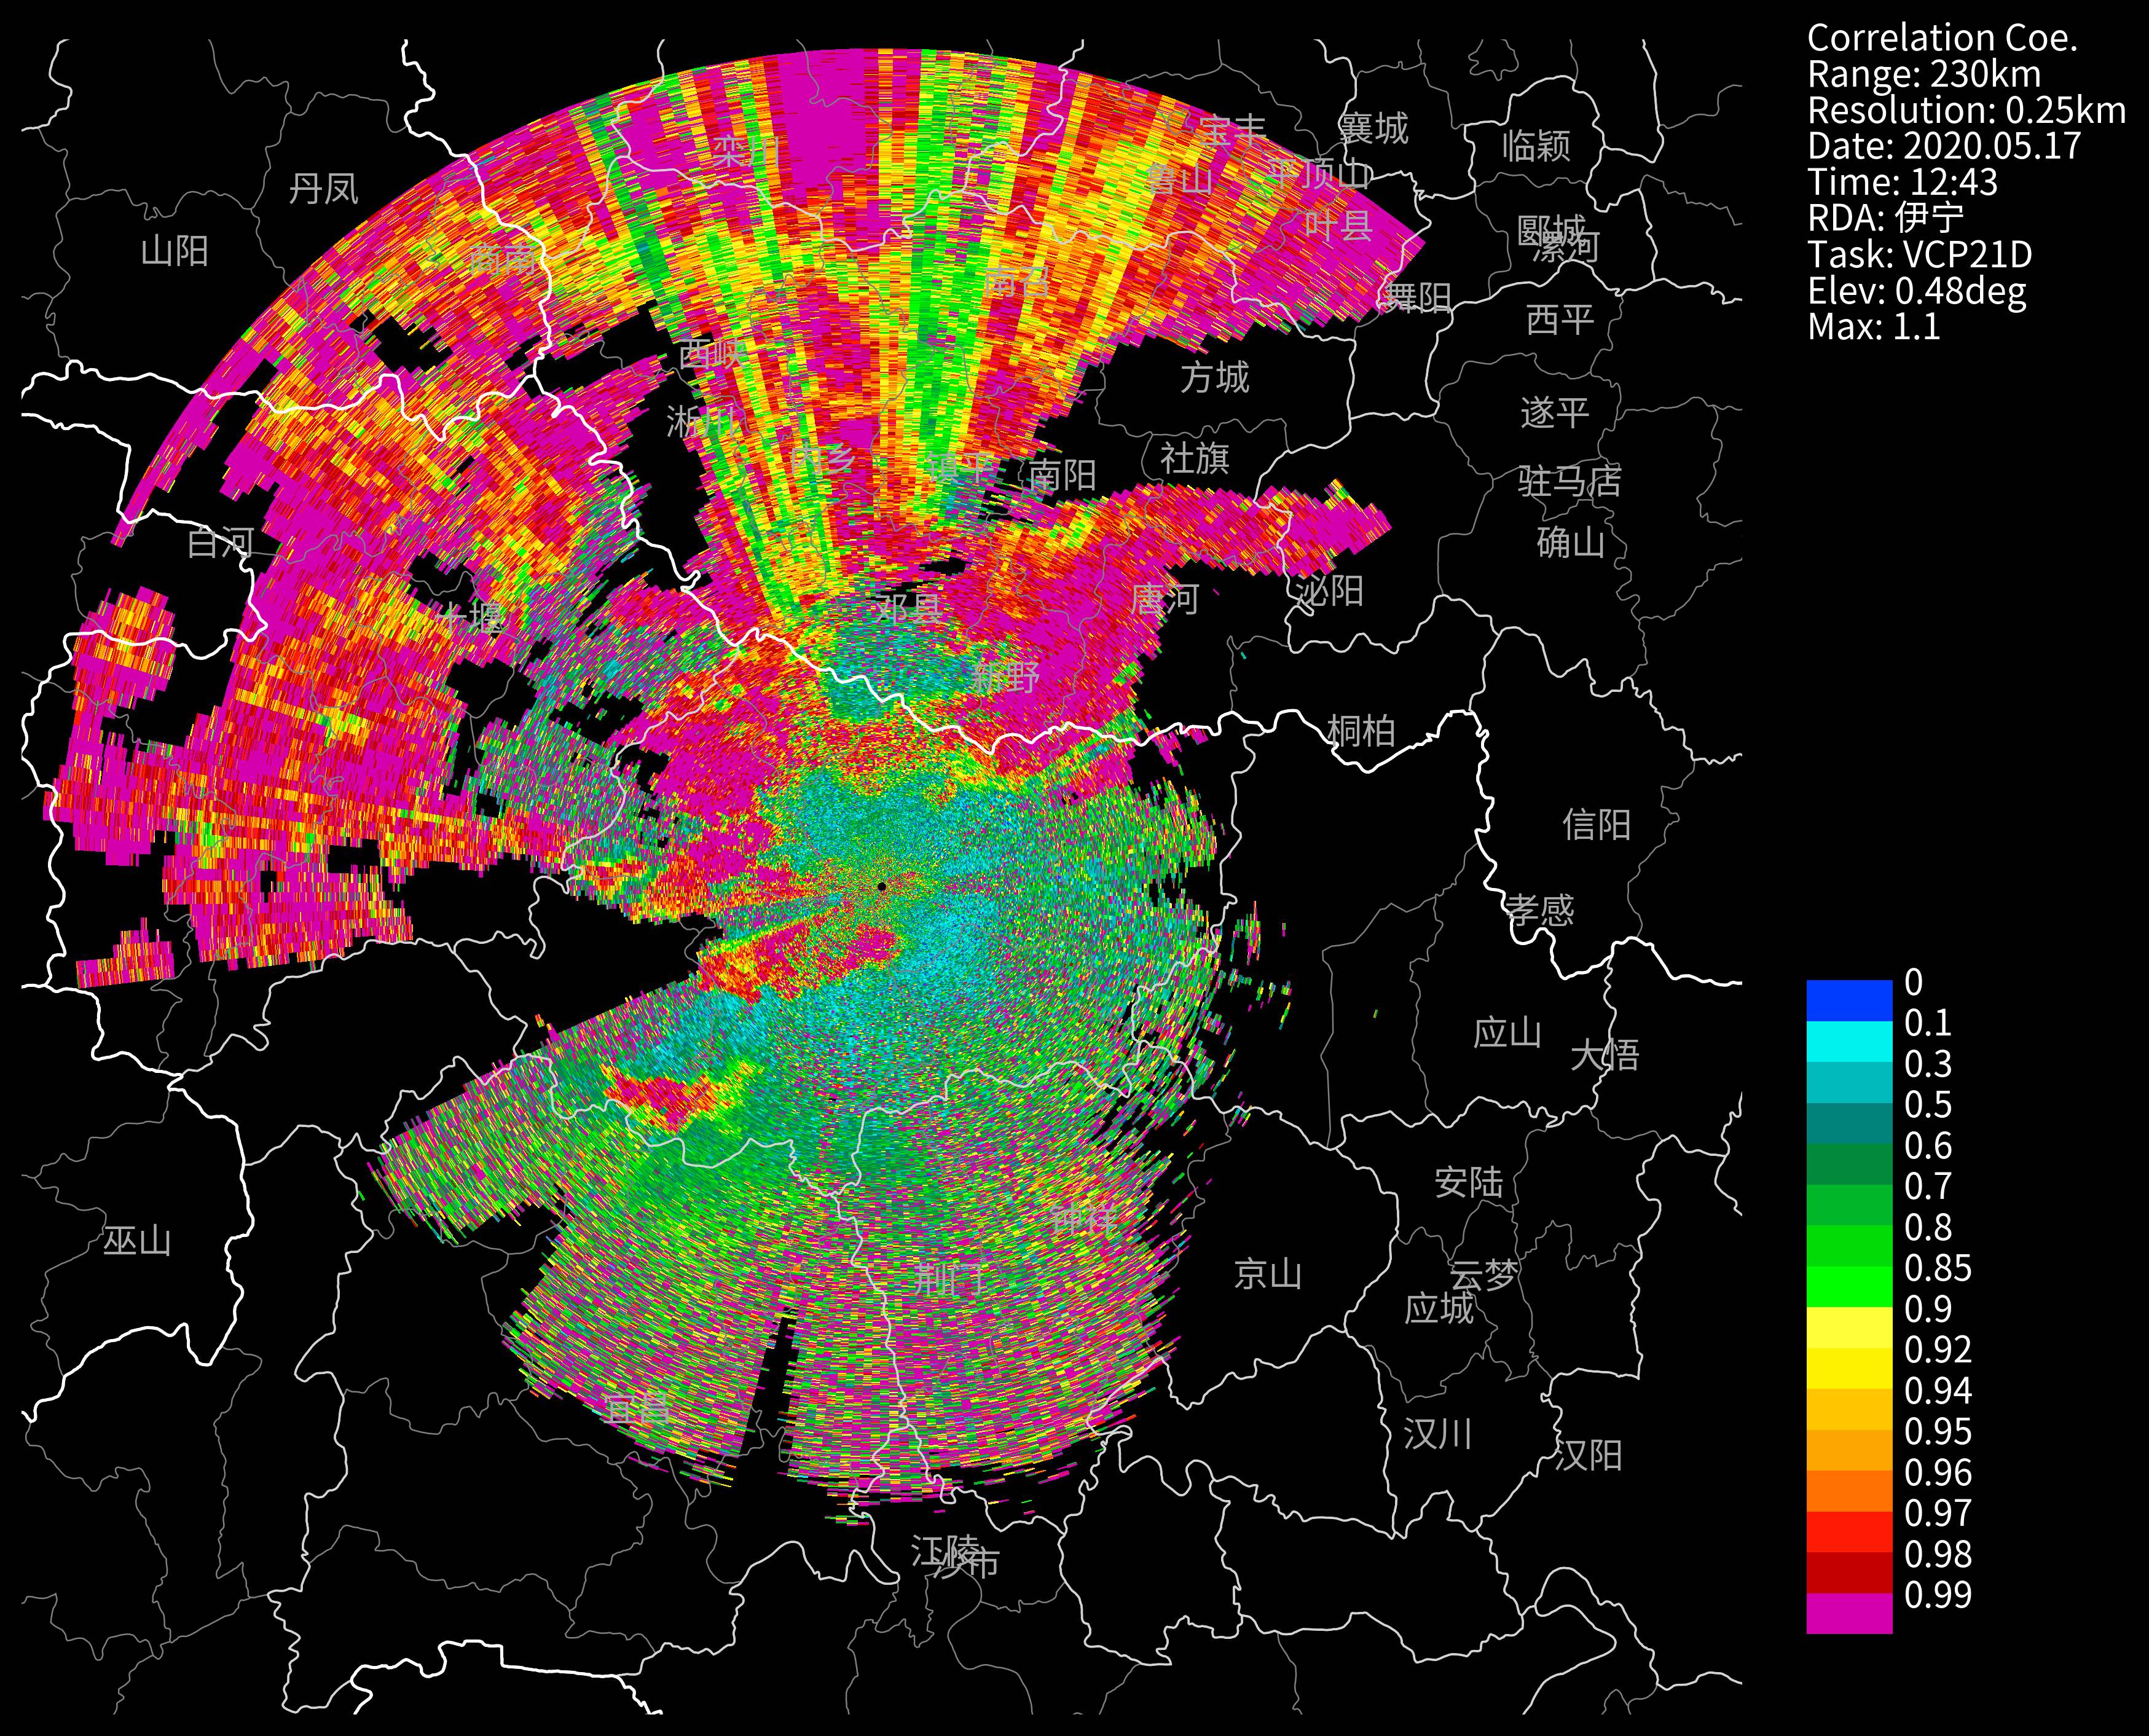 Correlation Coe.
Range: 230km
Resolution: 0.25km
Date: 2020.05.17
Time: 12:43
RDA: 伊宁
Task: VCP21D
Elev: 0.48deg
Max: 1.1
宝丰
襄城
临颍
栾川
鲁山
平顶山
丹凤
叶县
郾城
漯河
山阳
商南
南召
舞阳
西平
西峡
方城
遂平
淅川
内乡
镇平
南阳
社旗
驻马店
白河
确山
十堰
邓县
唐河
泌阳
新野
桐柏
信阳
孝感
应山
大悟
安陆
巫山
钟祥
荆门
京山
云梦
应城
宜昌
汉川
汉阳
江陵
沙市
0
0.1
0.3
0.5
0.6
0.7
0.8
0.85
0.9
0.92
0.94
0.95
0.96
0.97
0.98
0.99